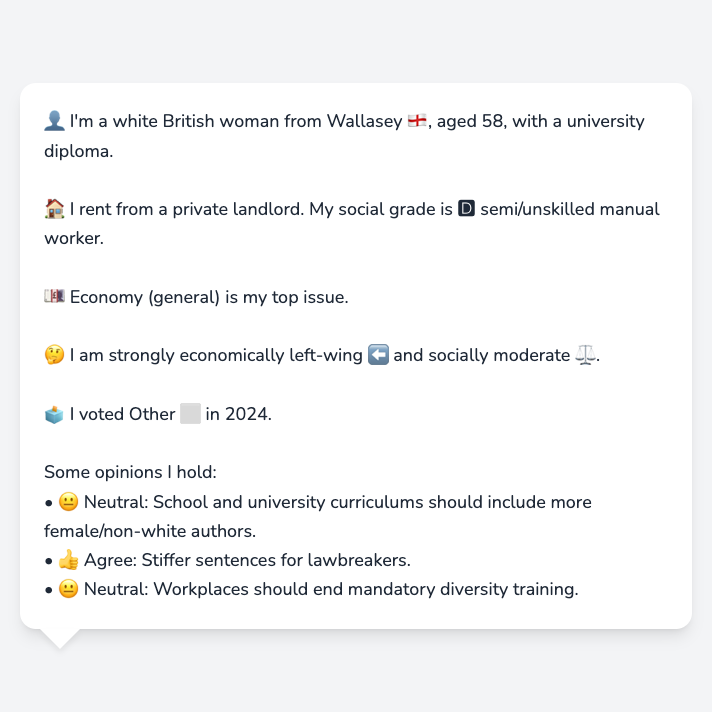 👤 I'm a white British woman from Wallasey 🏴󠁧󠁢󠁥󠁮󠁧󠁿, aged 58, with a university
diploma.
🏠 I rent from a private landlord. My social grade is 🅳 semi/unskilled manual
worker.
💷 Economy (general) is my top issue.
🤔 I am strongly economically left-wing ⬅️ and socially moderate ⚖️.
🗳️ I voted Other ⬜ in 2024.
Some opinions I hold:
• 😐 Neutral: School and university curriculums should include more
female/non-white authors.
• 👍 Agree: Stiffer sentences for lawbreakers.
• 😐 Neutral: Workplaces should end mandatory diversity training.